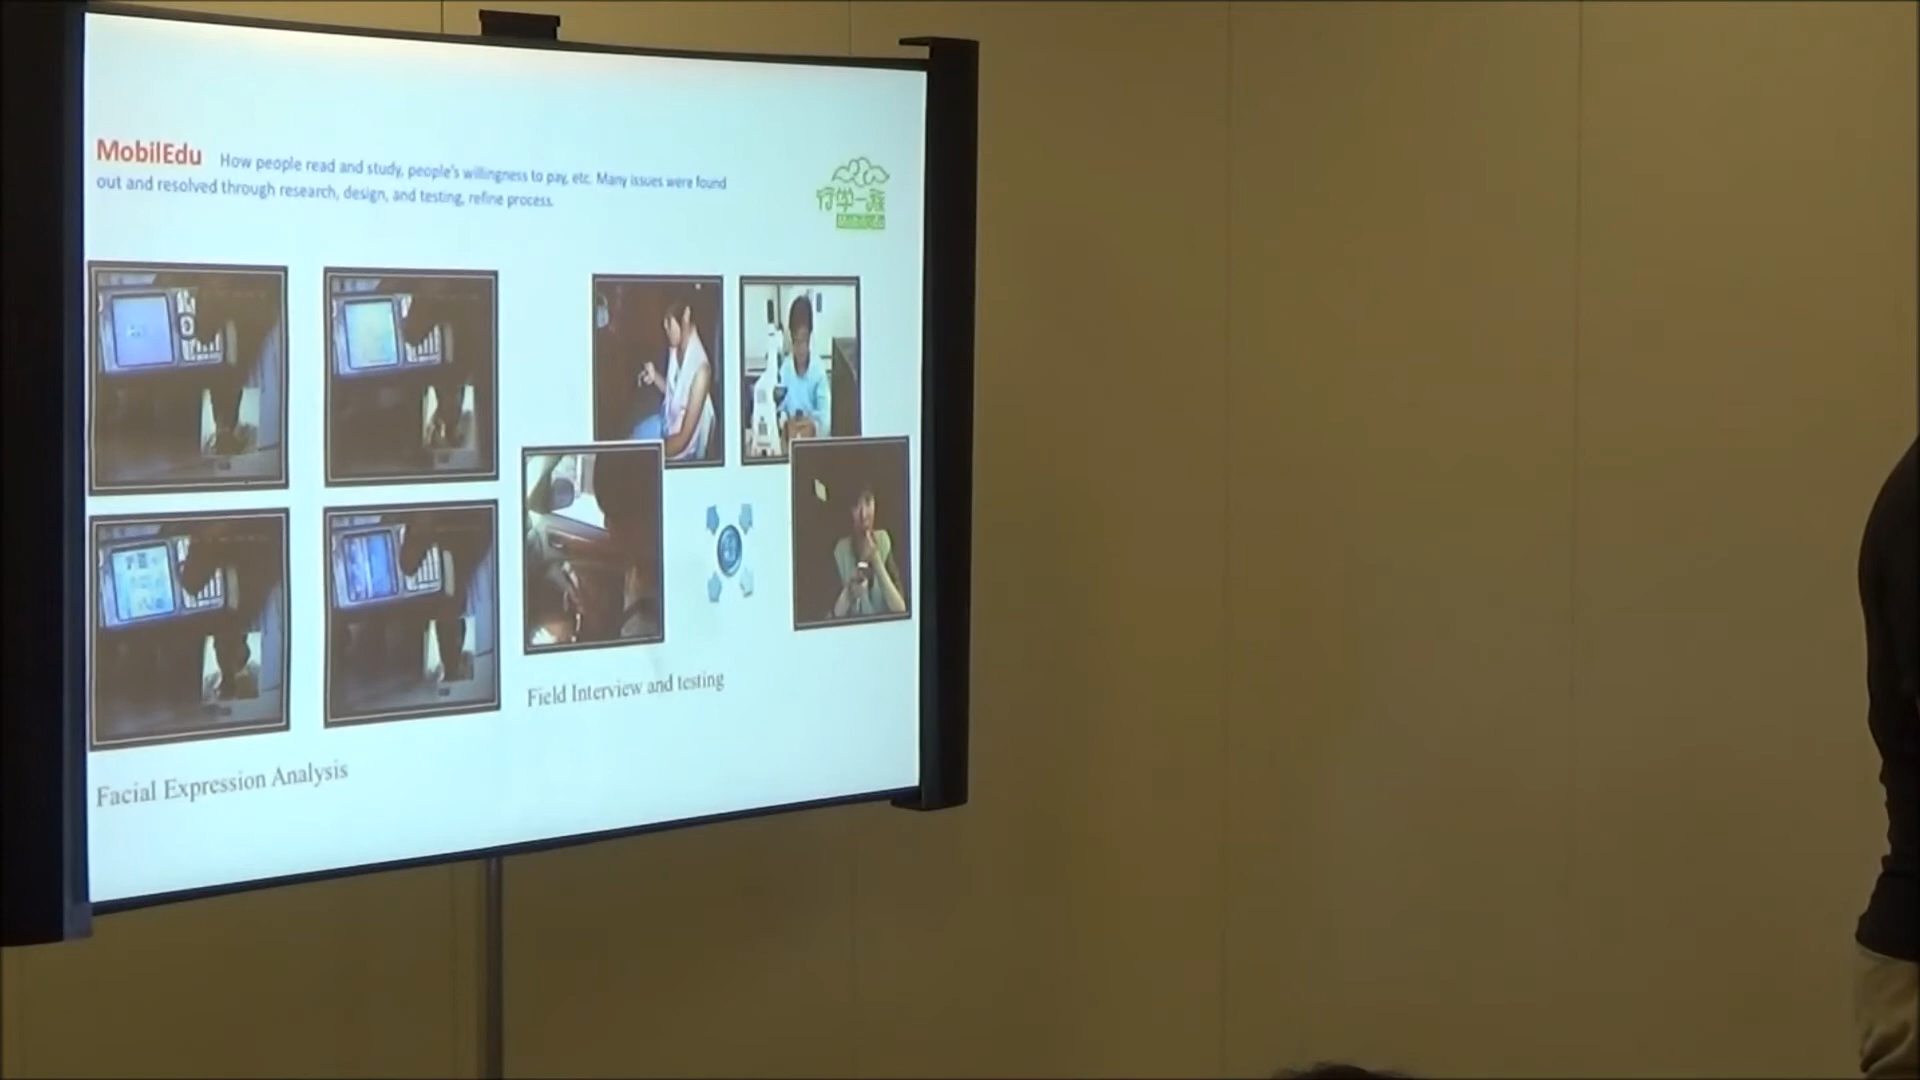 MobilEdu How people read and study, people's willingness to pay, etc. Many issues were found
out and resolved through research, design, and testing, refine process.
行学一族
MobilEdu
Field Interview and testing
Facial Expression Analysis